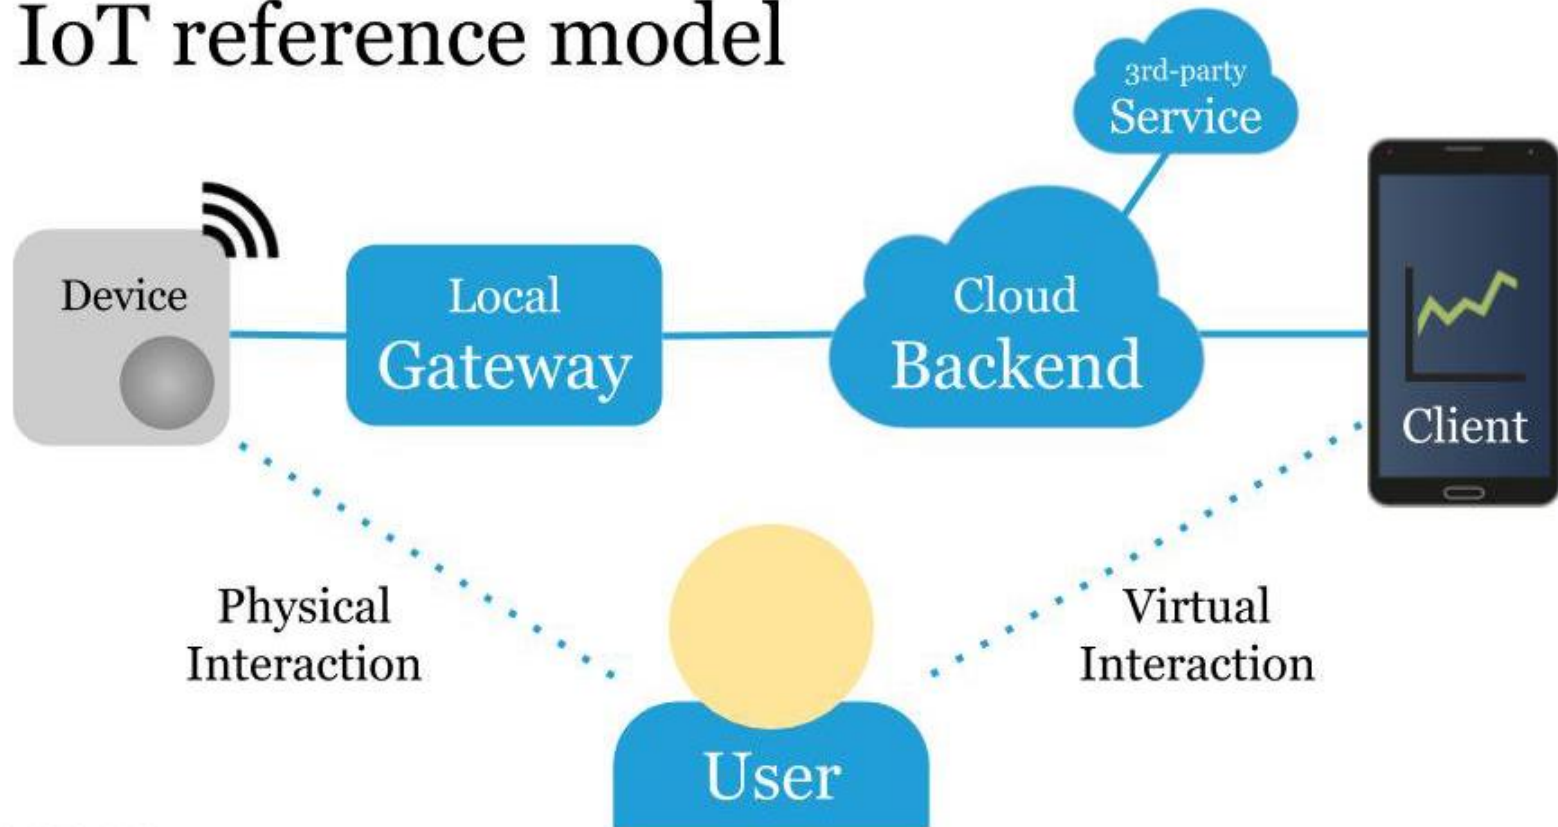 IoT reference model
3rd-party
Service
Device
Local
Gateway
Cloud
Backend
Client
Physical
Interaction
Virtual
Interaction
User